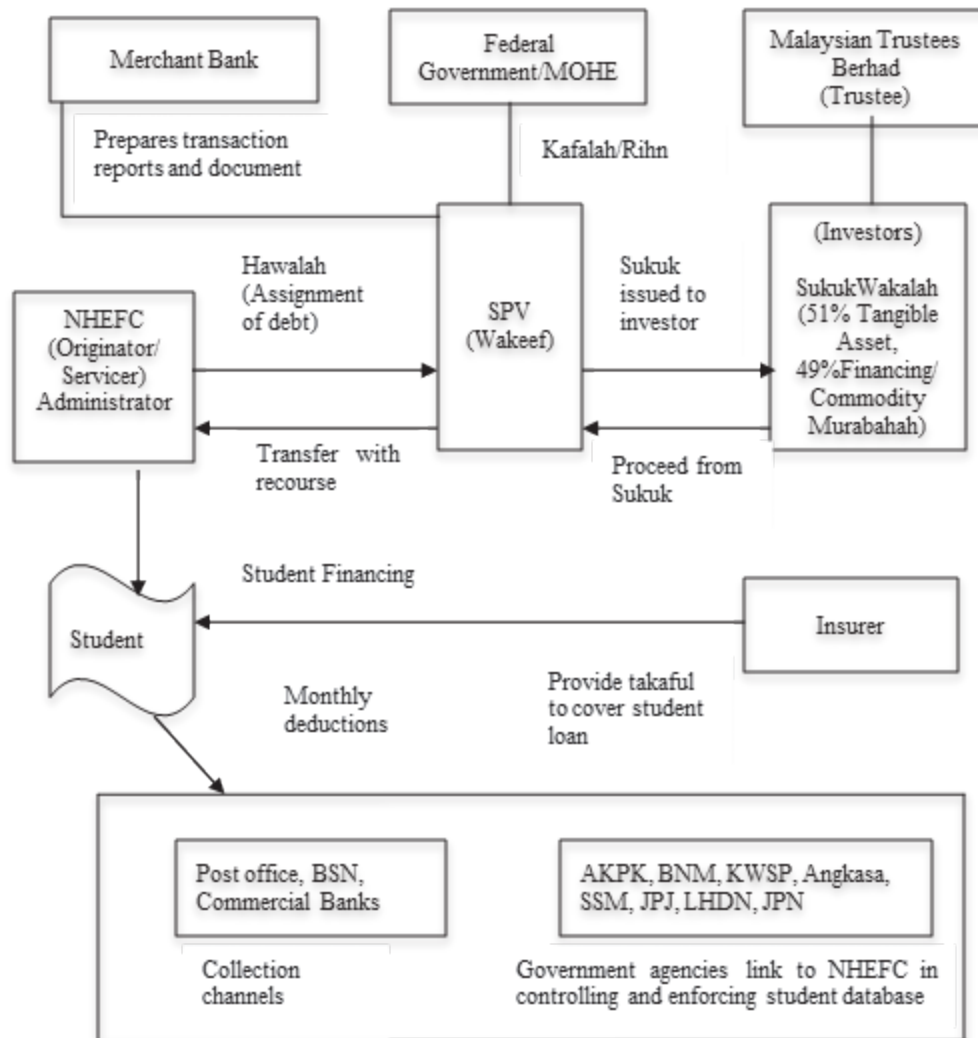 Merchant Bank
Federal
Government/MOHE
Malaysian Trustees
Berhad
(Trustee)
Prepares transaction
reports and document
Kafalah/Rihn
Hawalah
(Assignment
of debt)
Sukuk
issued to
investor
(Investors)
SukukWakalah
(51% Tangible
Asset,
49%Financing/
Commodity
Murabahah)
NHEFC
(Originator/
Servicer)
Administrator
SPV
(Wakeef)
Transfer with
recourse
Proceed from
Sukuk
Student Financing
Student
Insurer
Monthly
deductions
Provide takaful
to cover student
loan
Post office, BSN,
Commercial Banks
AKPK, BNM, KWSP, Angkasa,
SSM, JPJ, LHDN, JPN
Collection
channels
Government agencies link to NHEFC in
controlling and enforcing student database